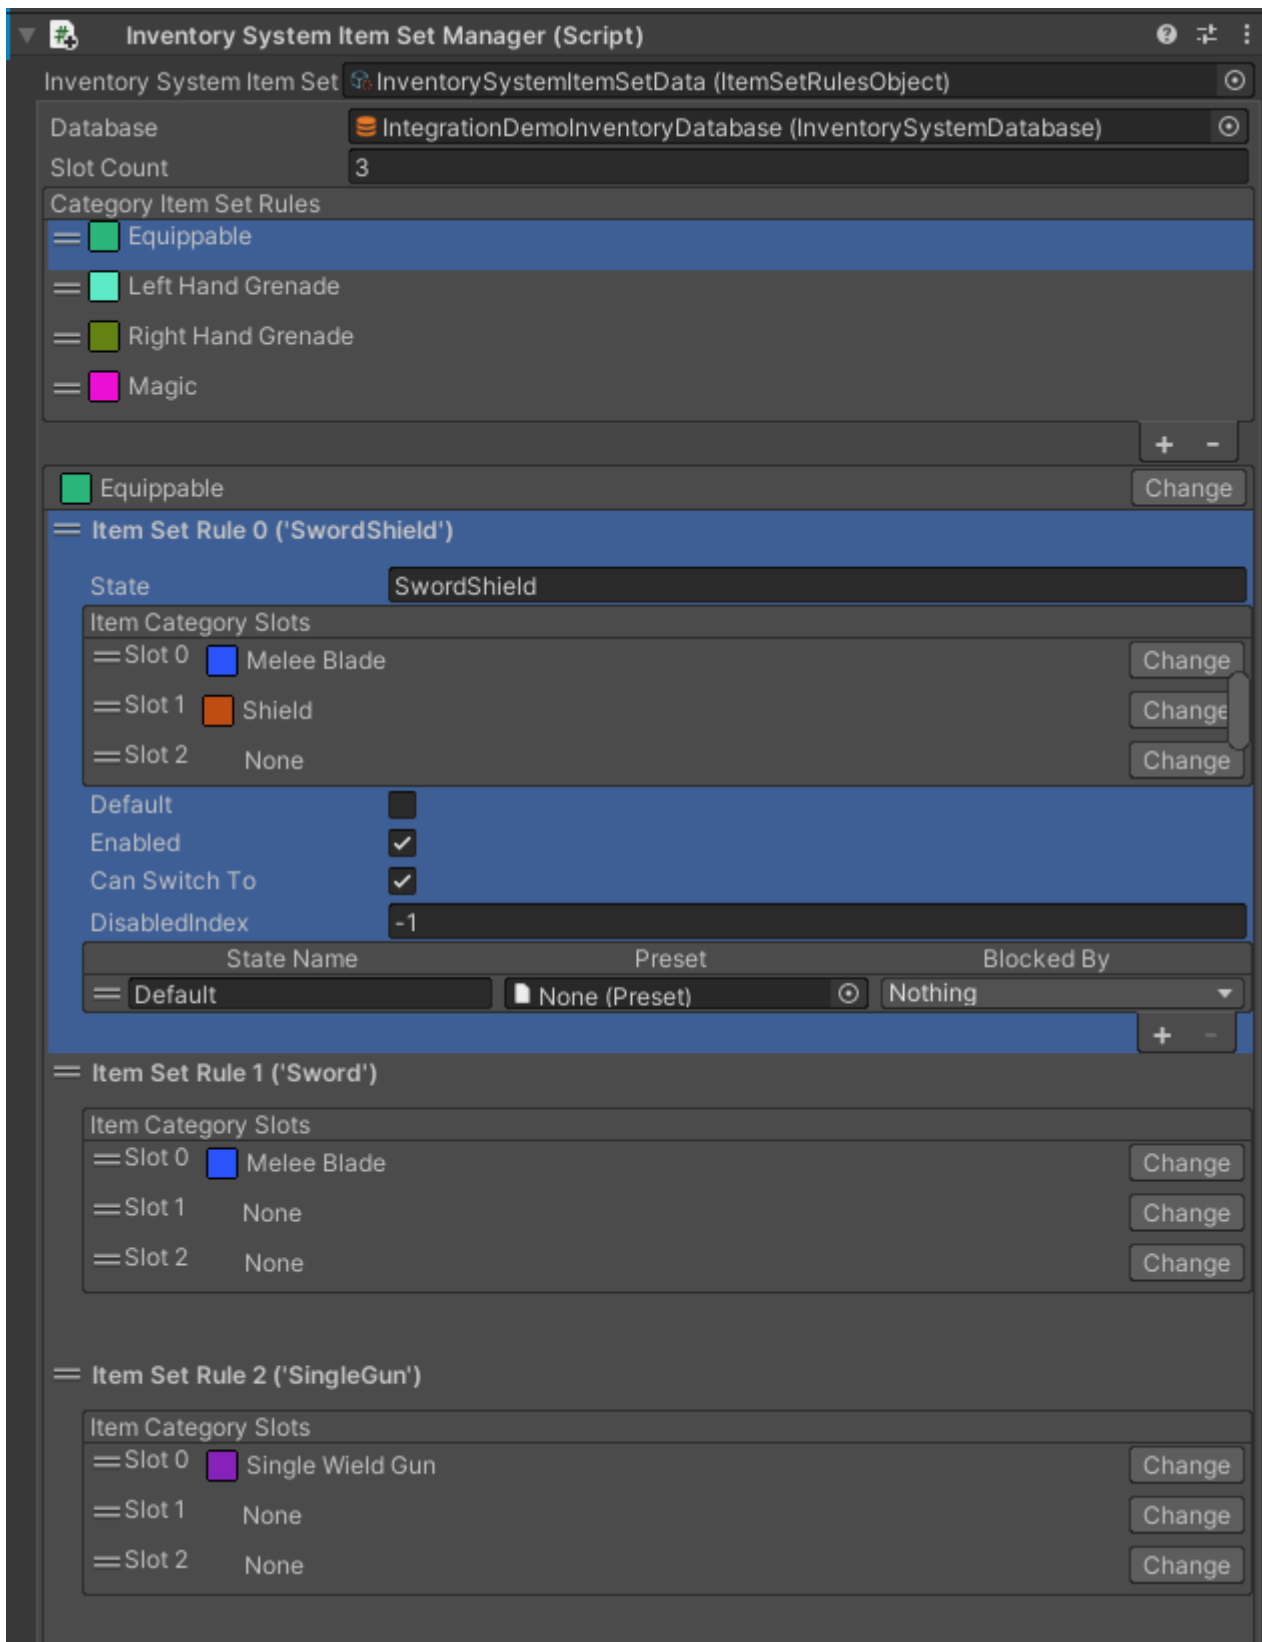 Inventory System Item Set Manager (Script)
Inventory System Item Set InventorySystemItemSetData (ItemSetRulesObject)
Database IntegrationDemoInventoryDatabase (InventorySystemDatabase)
Slot Count 3
Category Item Set Rules
Equippable
Left Hand Grenade
Right Hand Grenade
Magic
+ -
Equippable Change
Item Set Rule 0 ('SwordShield')
State SwordShield
Item Category Slots
Slot 0 Melee Blade Change
Slot 1 Shield Change
Slot 2 None Change
Default
Enabled
Can Switch To
DisabledIndex -1
State Name Preset Blocked By
Default None (Preset) Nothing
+ -
Item Set Rule 1 ('Sword')
Item Category Slots
Slot 0 Melee Blade Change
Slot 1 None Change
Slot 2 None Change
Item Set Rule 2 ('SingleGun')
Item Category Slots
Slot 0 Single Wield Gun Change
Slot 1 None Change
Slot 2 None Change